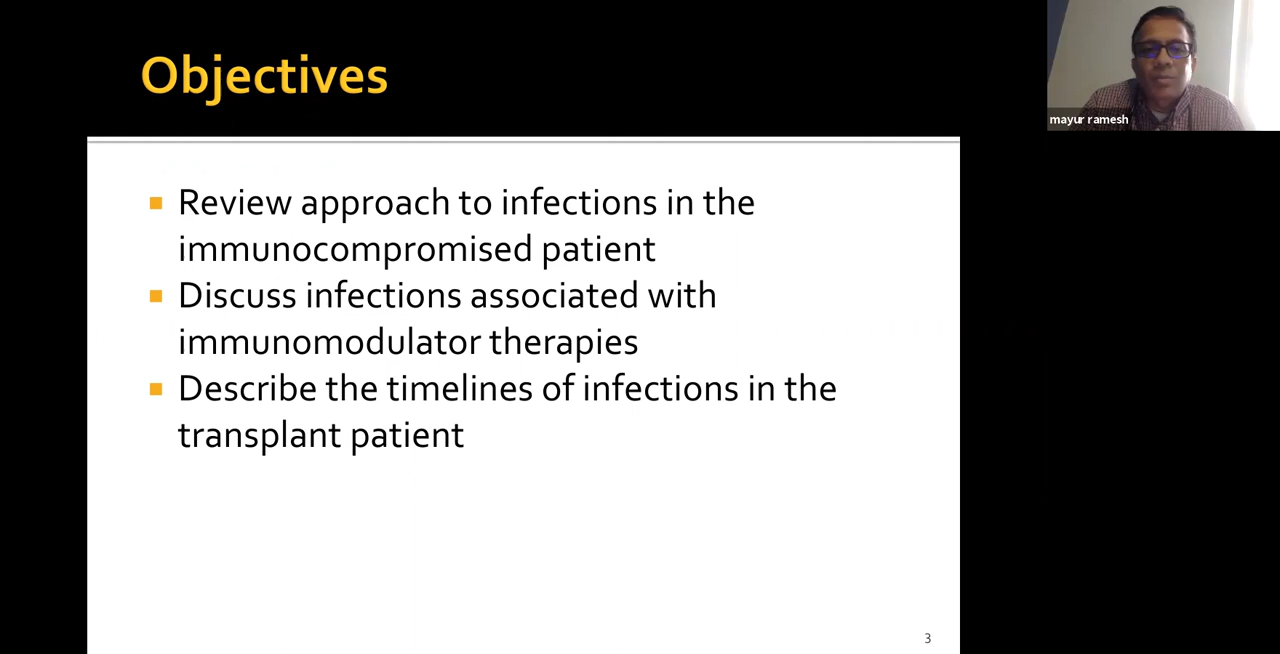 Objectives
mayur ramesh
▪ Review approach to infections in the
immunocompromised patient
▪ Discuss infections associated with
immunomodulator therapies
▪ Describe the timelines of infections in the
transplant patient
3